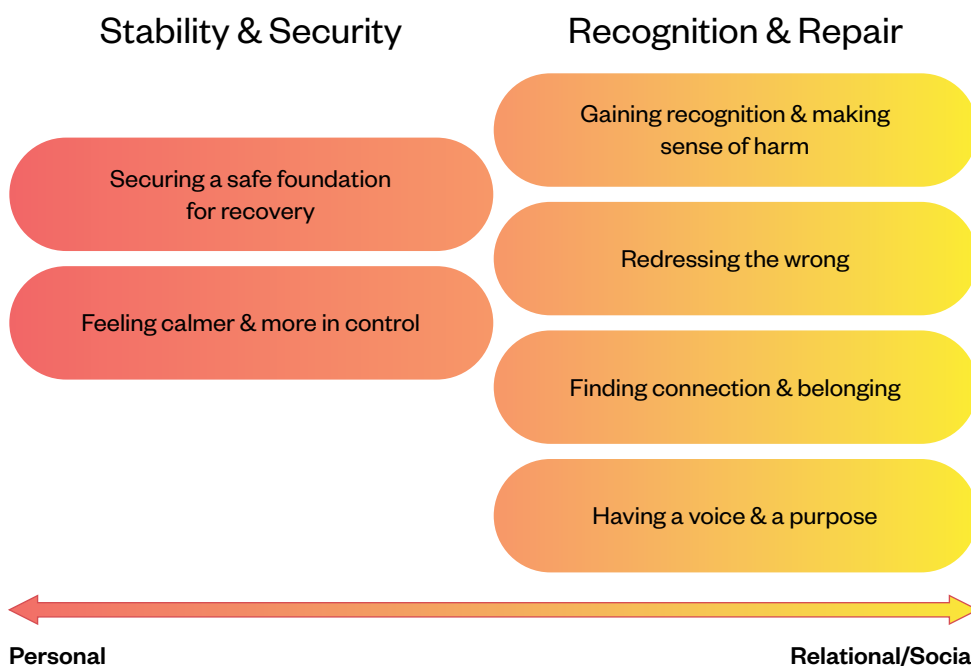 Stability & Security
Recognition & Repair
Gaining recognition & making
sense of harm
Securing a safe foundation
for recovery
Redressing the wrong
Feeling calmer & more in control
Finding connection & belonging
Having a voice & a purpose
Personal
Relational/Socia